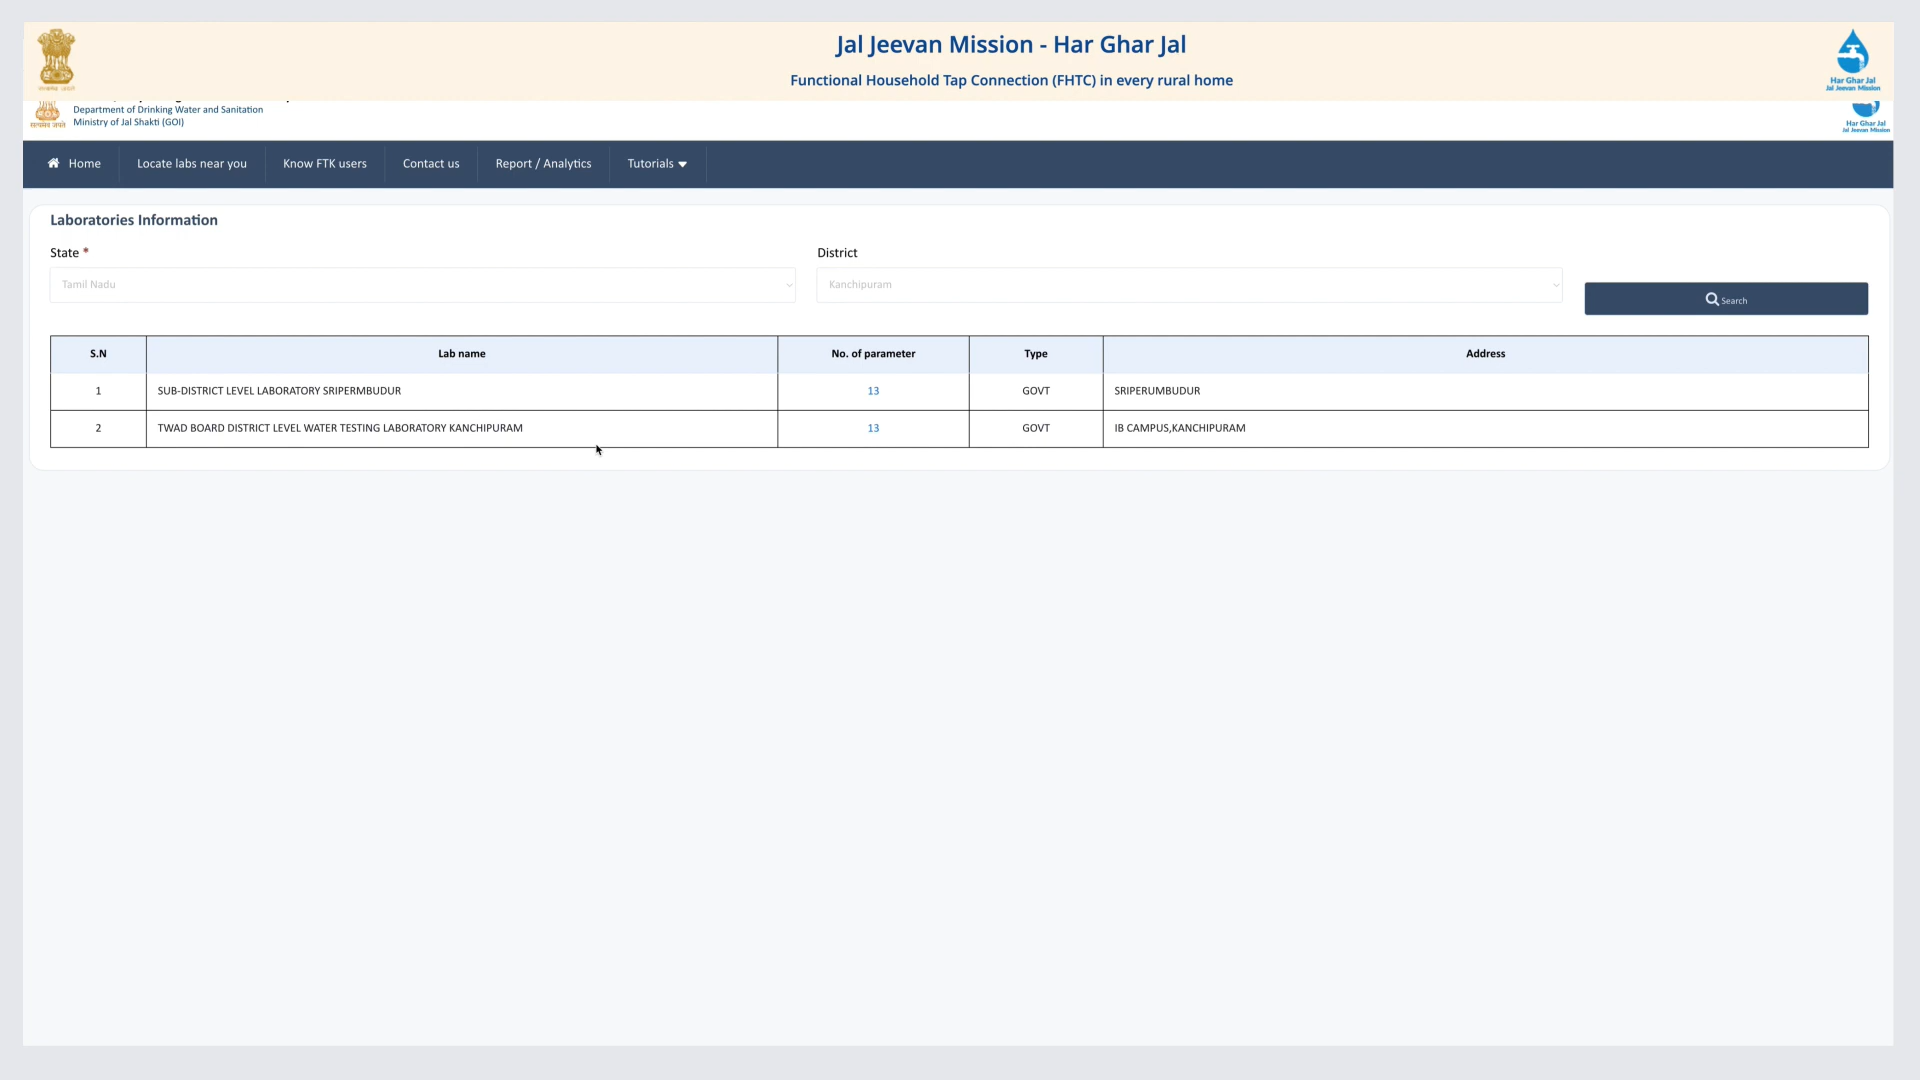 Jal Jeevan Mission - Har Ghar Jal
Functional Household Tap Connection (FHTC) in every rural home
Har Ghar Jal
Jal Jeevan Mission
Department of Drinking Water and Sanitation
Ministry of Jal Shakti (GOI)
सत्यमेव जयते
Har Ghar Jal
Jal Jeevan Mission
Home Locate labs near you Know FTK users Contact us Report / Analytics Tutorials
Laboratories Information
State * District
Tamil Nadu Kanchipuram Search
S.N Lab name No. of parameter Type Address
1 SUB-DISTRICT LEVEL LABORATORY SRIPERMBUDUR 13 GOVT SRIPERUMBUDUR
2 TWAD BOARD DISTRICT LEVEL WATER TESTING LABORATORY KANCHIPURAM 13 GOVT IB CAMPUS,KANCHIPURAM